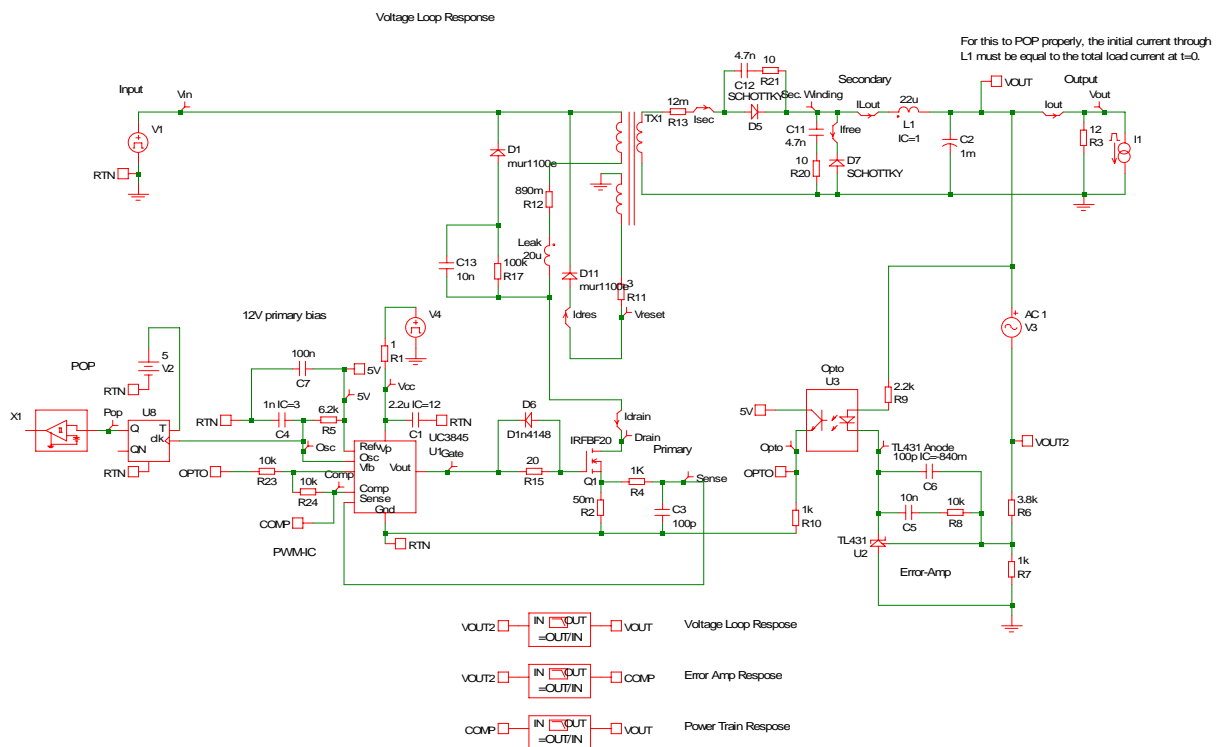 Voltage Loop Response
For this to POP properly, the initial current through
L1 must be equal to the total load current at t=0.
Input
Vin
V1
RTN
D1
mur1100e
890m
R12
Leak
20u
C13
10n
100k
R17
D11
mur1100e
Idres
3
R11
Vreset
TX1
12m
R13
Isec
4.7n
C12
10
R21
SCHOTTKY
D5
Sec. Winding
C11
4.7n
10
R20
Ifree
D7
SCHOTTKY
Secondary
ILout
22u
L1
IC=1
C2
1m
VOUT
Iout
Output
Vout
12
R3
I1
12V primary bias
V4
1
R1
Vcc
2.2u IC=12
C1
RTN
POP
5
V2
RTN
X1
Pop
U8
Q
T
clk
QN
RTN
100n
C7
5V
5V
RTN
1n IC=3
C4
6.2k
R5
Osc
OPTO
10k
R23
10k
R24
Comp
COMP
PWM-IC
UC3845
U1
Ref
Vp
Osc
Vfb
Vout
Comp
Sense
Gnd
Gate
RTN
D6
D1n4148
20
R15
IRFBF20
Q1
Idrain
Drain
Primary
1K
R4
Sense
50m
R2
C3
100p
Opto
U3
5V
Opto
OPTO
1k
R10
2.2k
R9
TL431 Anode
100p IC=-840m
C6
10n
C5
10k
R8
TL431
U2
Error-Amp
AC 1
V3
VOUT2
3.8k
R6
1k
R7
VOUT2
IN OUT
=OUT/IN
VOUT
Voltage Loop Respose
VOUT2
IN OUT
=OUT/IN
COMP
Error Amp Respose
COMP
IN OUT
=OUT/IN
VOUT
Power Train Respose